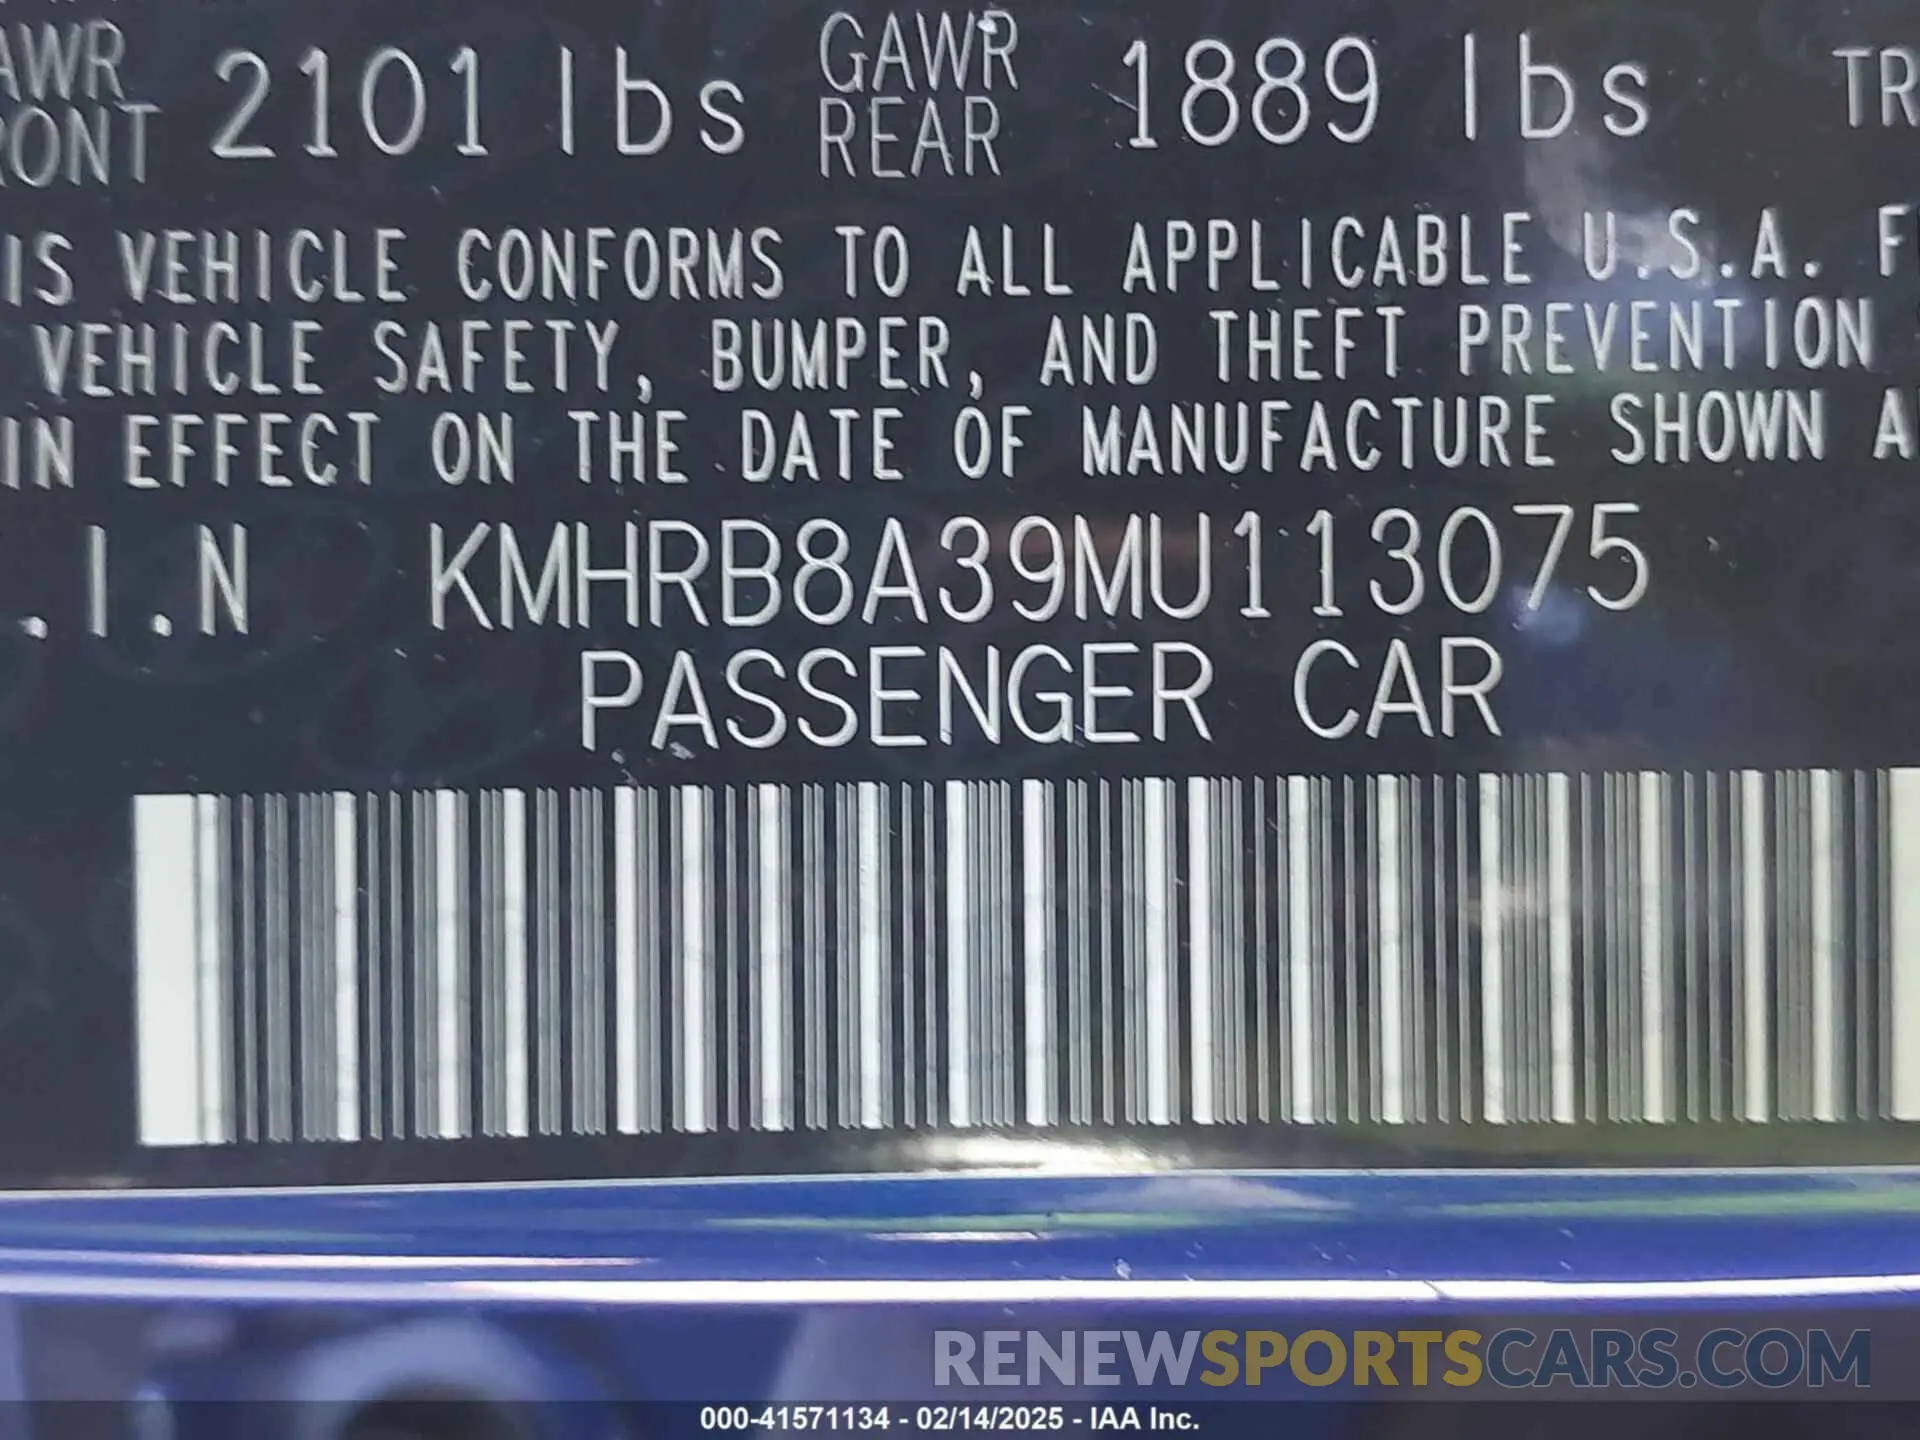 AWR FRONT 2101 lbs GAWR REAR 1889 lbs TR
IS VEHICLE CONFORMS TO ALL APPLICABLE U.S.A. F
VEHICLE SAFETY, BUMPER, AND THEFT PREVENTION
IN EFFECT ON THE DATE OF MANUFACTURE SHOWN A
.I.N KMHRB8A39MU113075
PASSENGER CAR
RENEWSPORTSCARS.COM
000-41571134 - 02/14/2025 - IAA Inc.